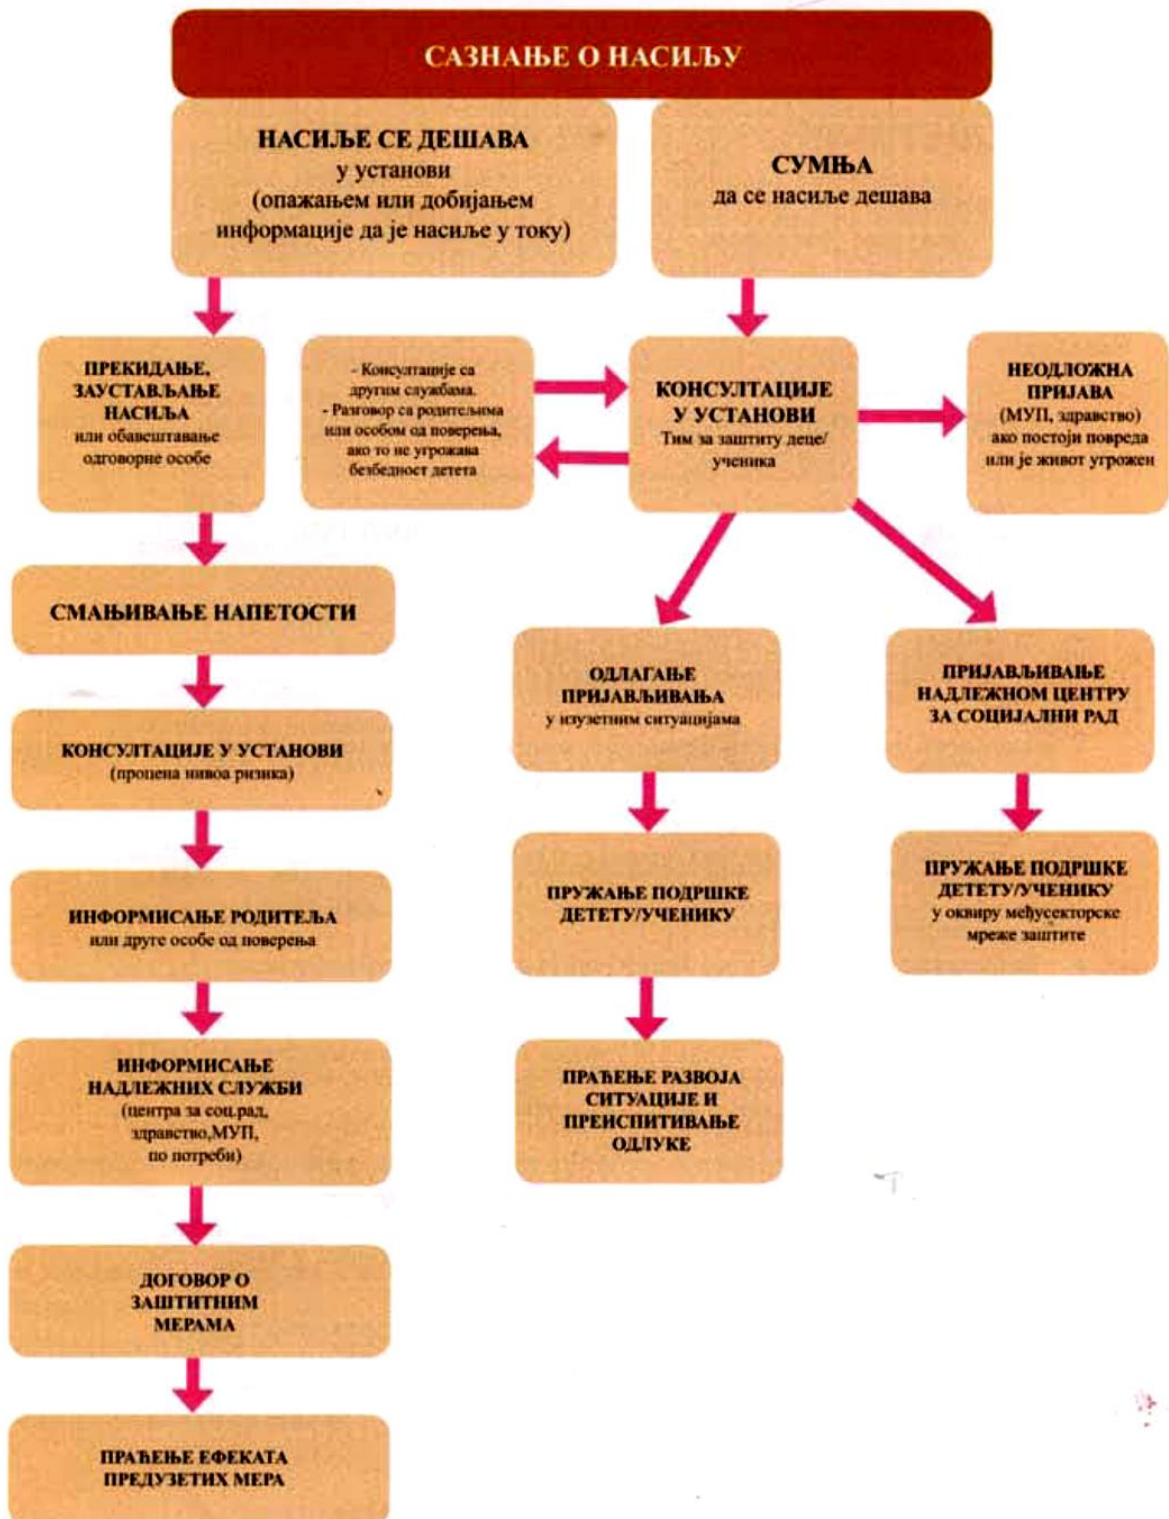 САЗНАЊЕ О НАСИЉУ
НАСИЉЕ СЕ ДЕШАВА
у установи
(опажањем или добијањем
информације да је насиље у току)
СУМЊА
да се насиље дешава
ПРЕКИДАЊЕ,
ЗАУСТАВЉАЊЕ
НАСИЉА
или обавештавање
одговорне особе
- Консултације са
другим службама.
- Разговор са родитељима
или особом од поверења,
ако то не угрожава
безбедност детета
КОНСУЛТАЦИЈЕ
У УСТАНОВИ
Тим за заштиту деце/
ученика
НЕОДЛОЖНА
ПРИЈАВА
(МУП, здравство)
ако постоји повреда
или је живот угрожен
СМАЊИВАЊЕ НАПЕТОСТИ
КОНСУЛТАЦИЈЕ У УСТАНОВИ
(процена нивоа ризика)
ИНФОРМИСАЊЕ РОДИТЕЉА
или друге особе од поверења
ИНФОРМИСАЊЕ
НАДЛЕЖНИХ СЛУЖБИ
(центра за соц.рад,
здравство,МУП,
по потреби)
ДОГОВОР О
ЗАШТИТНИМ
МЕРАМА
ПРАЋЕЊЕ ЕФЕКАТА
ПРЕДУЗЕТИХ МЕРА
ОДЛАГАЊЕ
ПРИЈАВЉИВАЊА
у изузетним ситуацијама
ПРУЖАЊЕ ПОДРШКЕ
ДЕТЕТУ/УЧЕНИКУ
ПРАЋЕЊЕ РАЗВОЈА
СИТУАЦИЈЕ И
ПРЕИСПИТИВАЊЕ
ОДЛУКЕ
ПРИЈАВЉИВАЊЕ
НАДЛЕЖНОМ ЦЕНТРУ
ЗА СОЦИЈАЛНИ РАД
ПРУЖАЊЕ ПОДРШКЕ
ДЕТЕТУ/УЧЕНИКУ
у оквиру међусекторске
мреже заштите